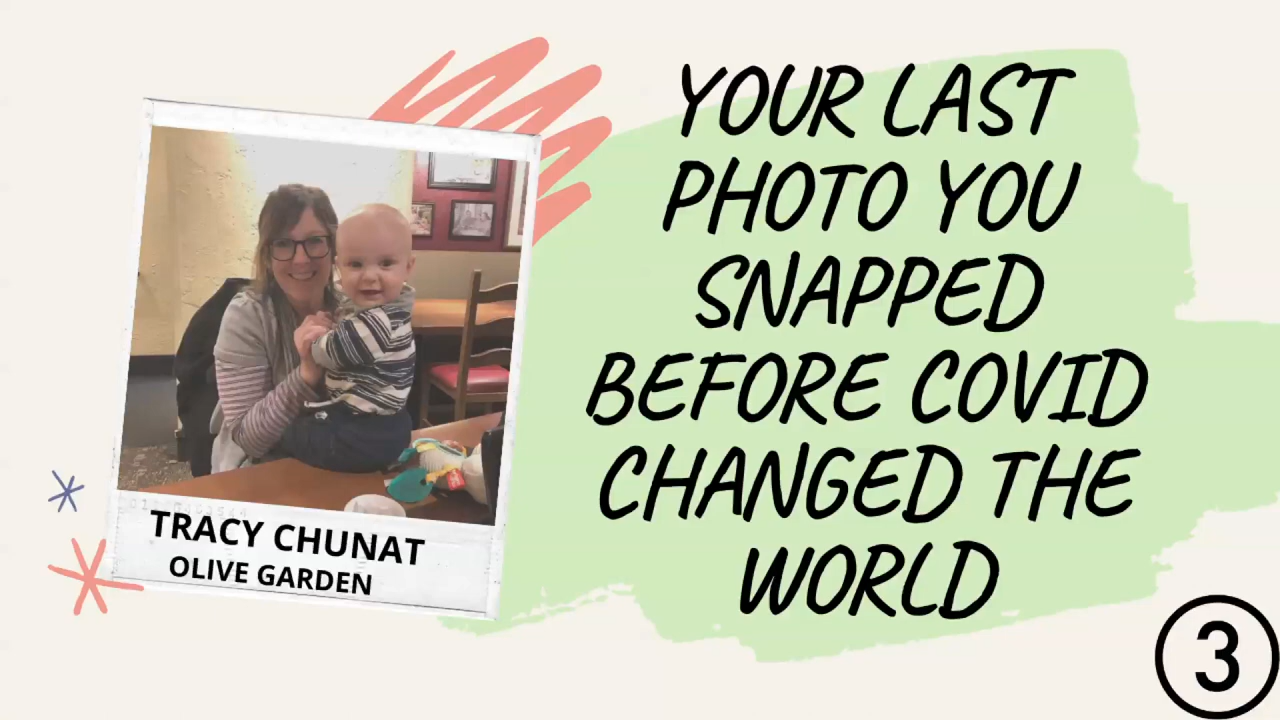 YOUR LAST
PHOTO YOU
SNAPPED
BEFORE COVID
CHANGED THE
WORLD
TRACY CHUNAT
OLIVE GARDEN
3